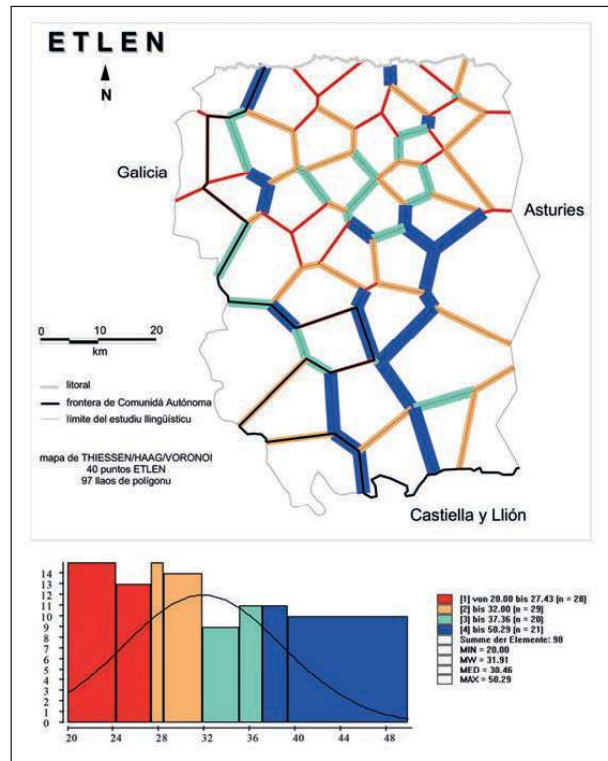 ETLEN
N
Galicia
Asturies
0 10 20
km
litoral
frontera de Comunidá Autónoma
límite del estudiu llingüísticu
mapa de THIESSEN/HAAG/VORONOI
40 puntos ETLEN
97 llaos de polígonu
Castiella y Llión
14
13
12
11
10
9
8
7
6
5
4
3
2
1
0
20 24 28 32 36 40 44 48
[1] von 20.00 bis 27.43 (n = 28)
[2] bis 32.00 (n = 29)
[3] bis 37.36 (n = 20)
[4] bis 50.29 (n = 21)
Summe der Elemente: 98
MIN = 20.00
MW = 31.91
MED = 30.46
MAX = 50.29